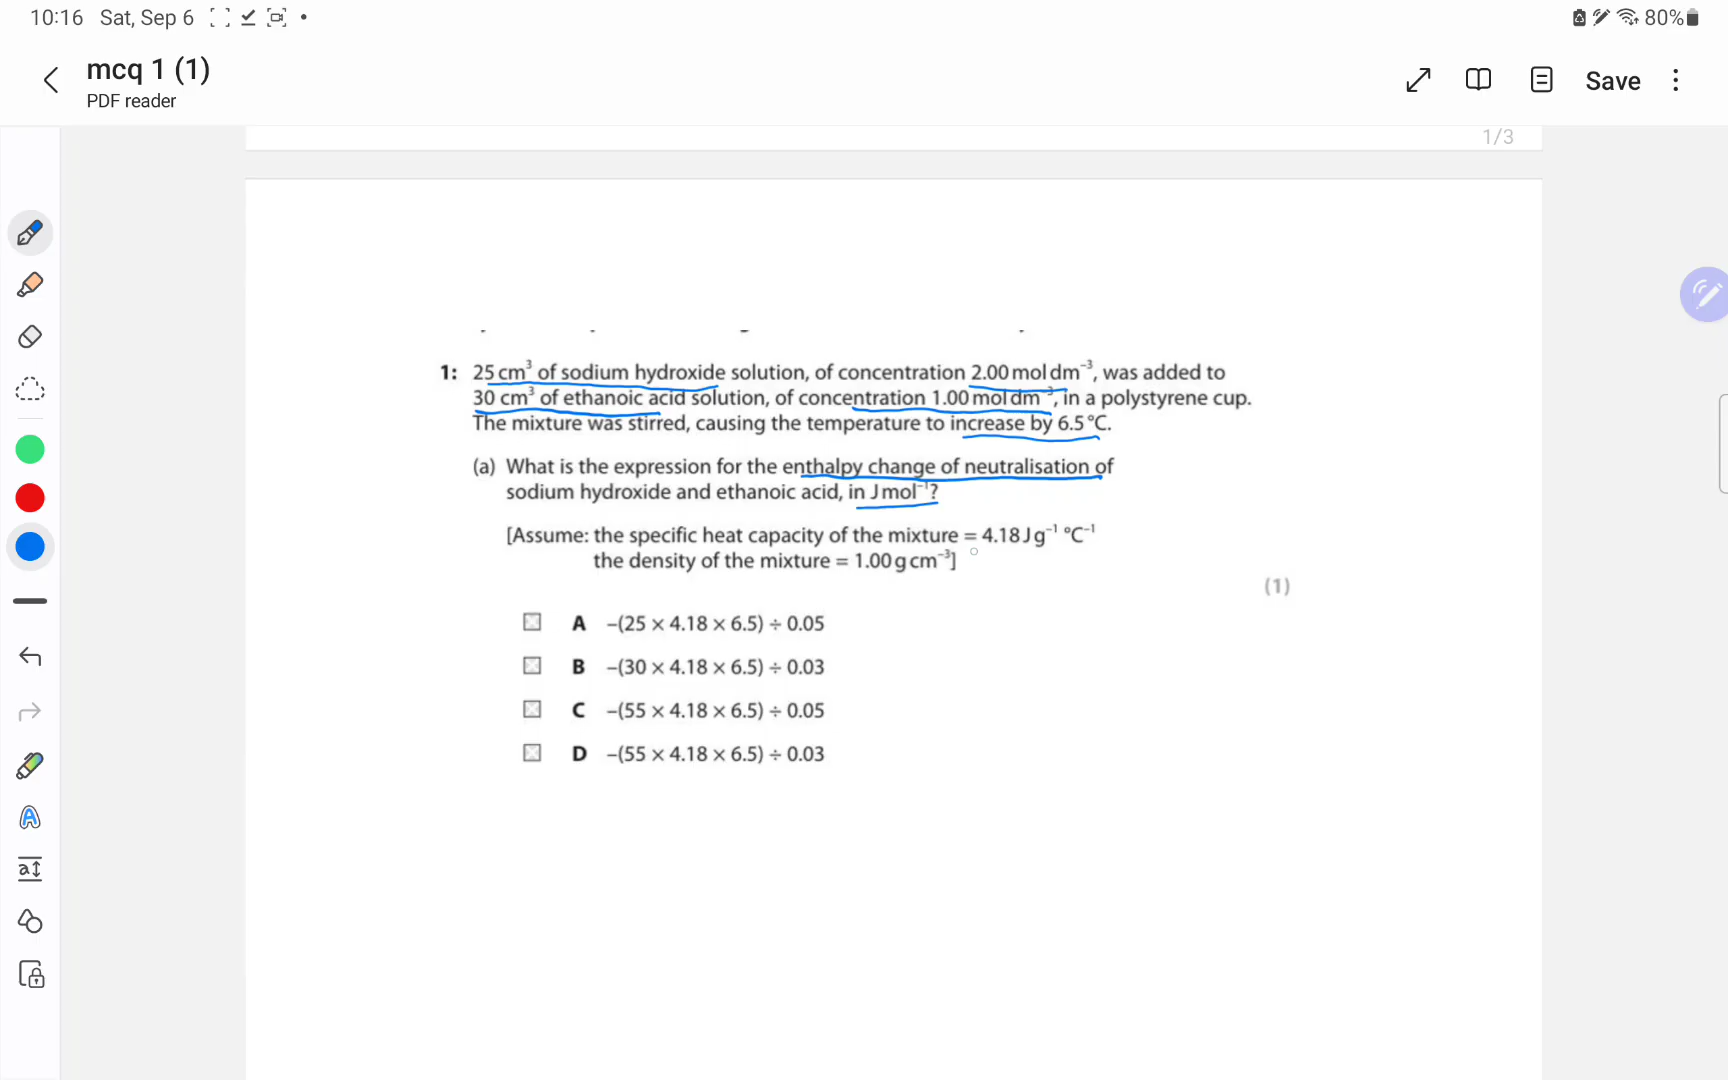 10:16 Sat, Sep 6 80%
mcq 1 (1)
PDF reader
Save
1/3
1: 25 cm³ of sodium hydroxide solution, of concentration 2.00 mol dm⁻³, was added to
30 cm³ of ethanoic acid solution, of concentration 1.00 mol dm⁻³, in a polystyrene cup.
The mixture was stirred, causing the temperature to increase by 6.5 °C.
(a) What is the expression for the enthalpy change of neutralisation of
sodium hydroxide and ethanoic acid, in J mol⁻¹?
[Assume: the specific heat capacity of the mixture = 4.18 J g⁻¹ °C⁻¹
the density of the mixture = 1.00 g cm⁻³]
(1)
A –(25 × 4.18 × 6.5) ÷ 0.05
B –(30 × 4.18 × 6.5) ÷ 0.03
C –(55 × 4.18 × 6.5) ÷ 0.05
D –(55 × 4.18 × 6.5) ÷ 0.03